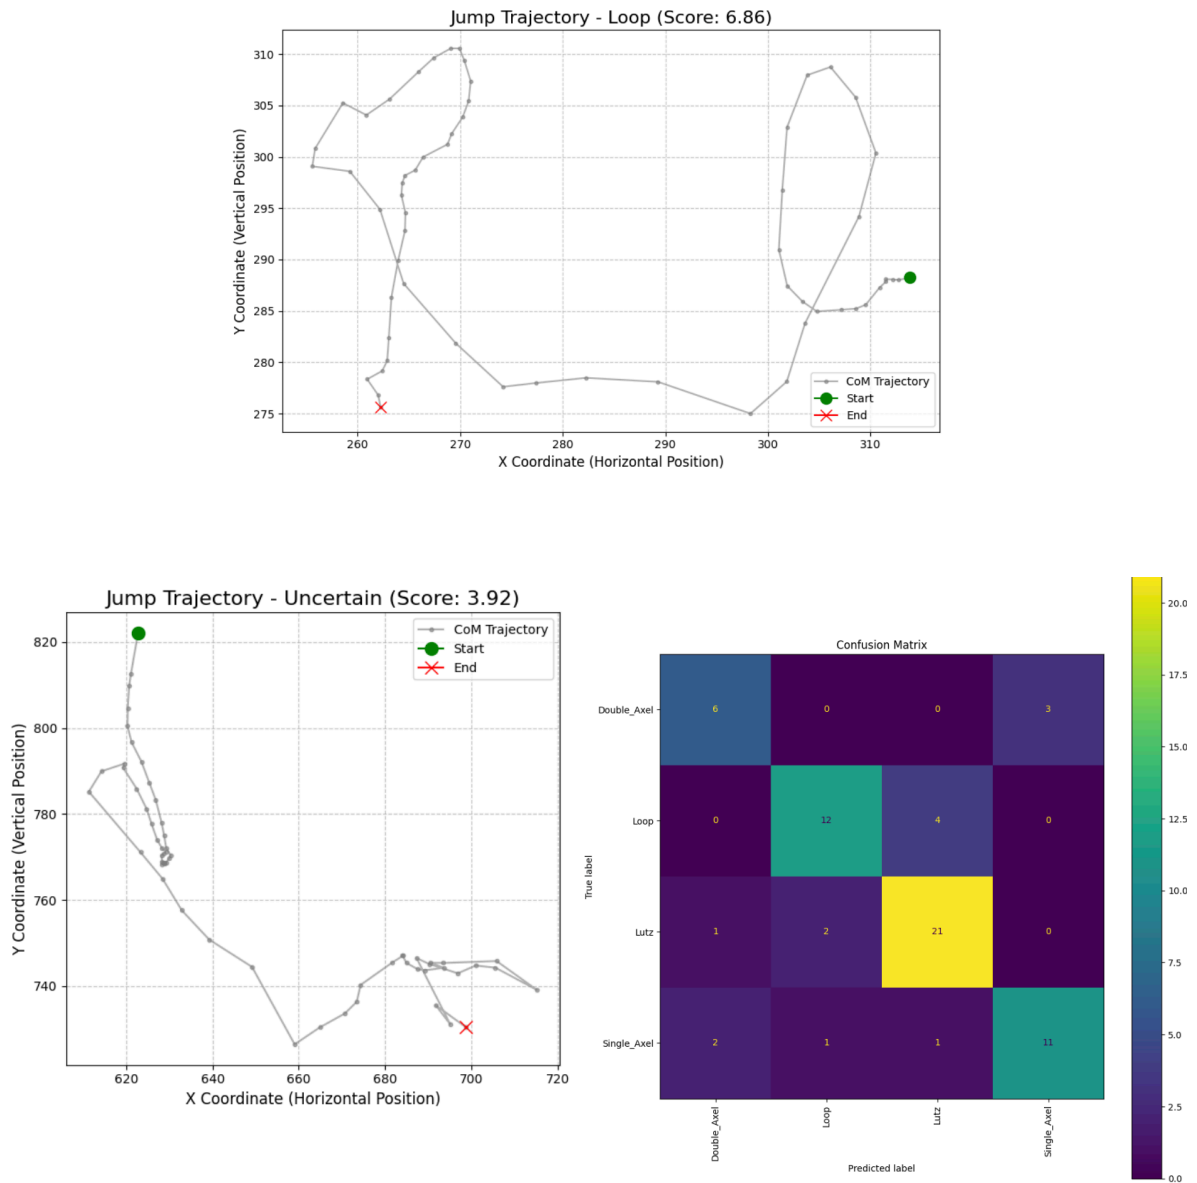 Jump Trajectory - Loop (Score: 6.86)
Y Coordinate (Vertical Position)
310
305
300
295
290
285
280
275
CoM Trajectory
Start
End
260 270 280 290 300 310
X Coordinate (Horizontal Position)
Jump Trajectory - Uncertain (Score: 3.92)
Y Coordinate (Vertical Position)
820
800
780
760
740
CoM Trajectory
Start
End
620 640 660 680 700 720
X Coordinate (Horizontal Position)
Confusion Matrix
True label
Double_Axel 6 0 0 3
Loop 0 12 4 0
Lutz 1 2 21 0
Single_Axel 2 1 1 11
Double_Axel Loop Lutz Single_Axel
Predicted label
20.0
17.5
15.0
12.5
10.0
7.5
5.0
2.5
0.0